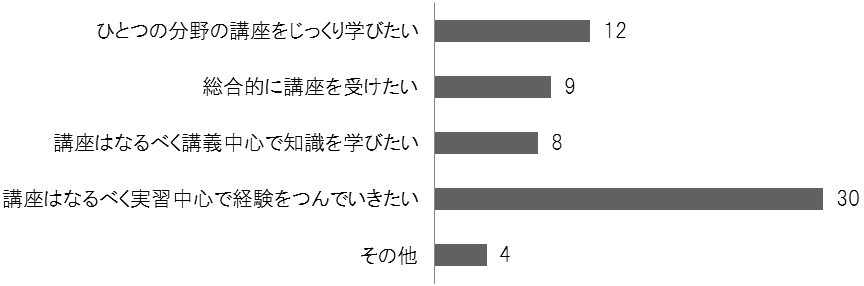 ひとつの分野の講座をじっくり学びたい 12
総合的に講座を受けたい 9
講座はなるべく講義中心で知識を学びたい 8
講座はなるべく実習中心で経験をつんでいきたい 30
その他 4